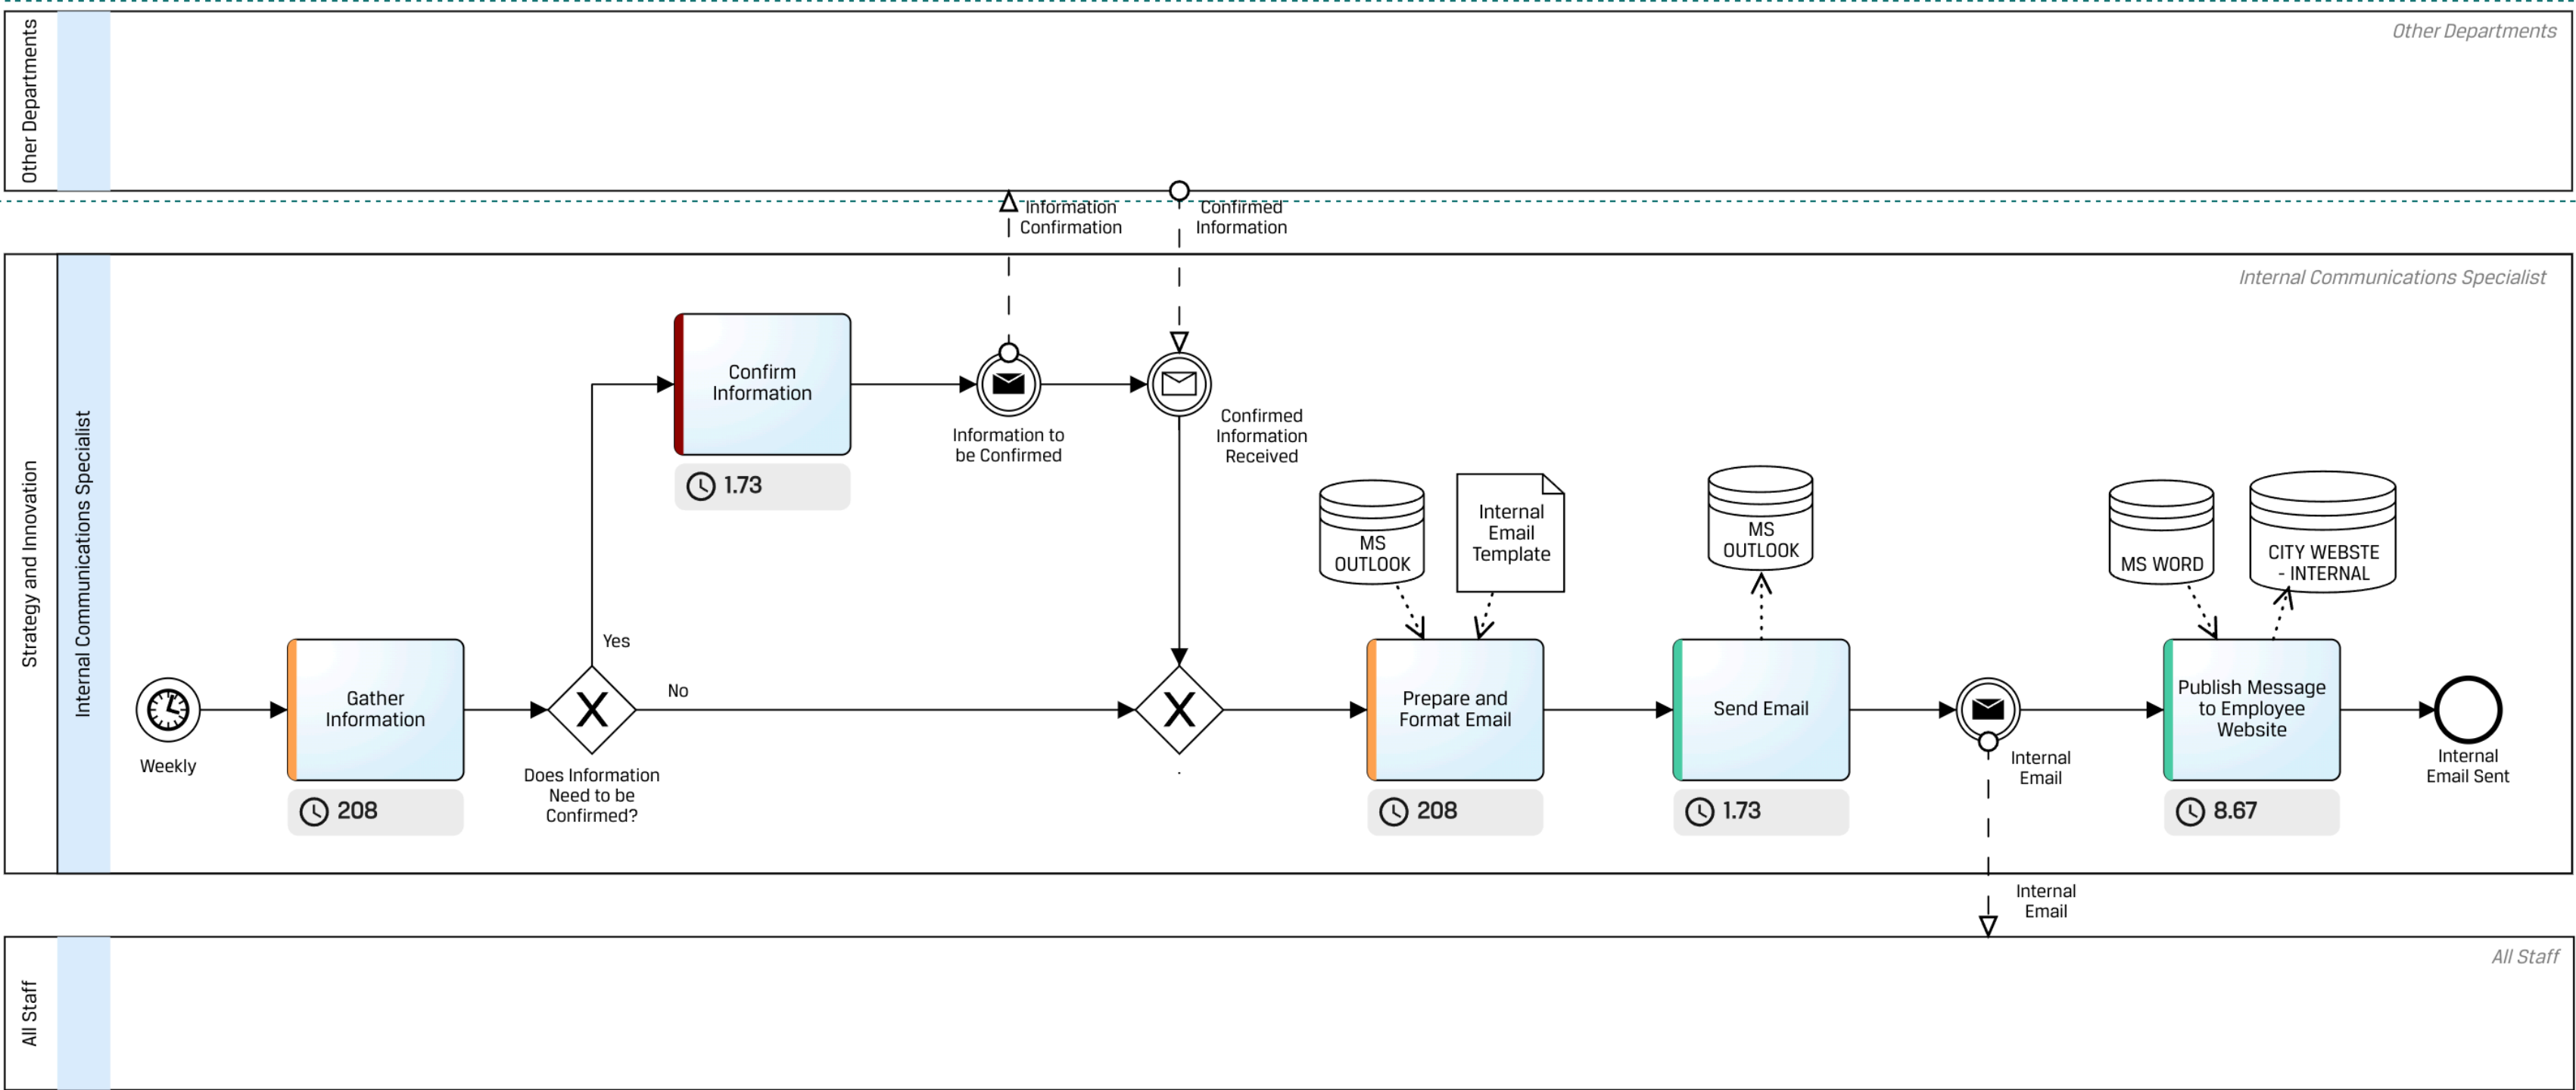 Other Departments
Other Departments
Information
Confirmation
Confirmed
Information
Strategy and Innovation
Internal Communications Specialist
Internal Communications Specialist
Confirm
Information
1.73
Information to
be Confirmed
Confirmed
Information
Received
Weekly
Gather
Information
208
Yes
No
Does Information
Need to be
Confirmed?
X
X
.
MS
OUTLOOK
Internal
Email
Template
Prepare and
Format Email
208
MS
OUTLOOK
Send Email
1.73
Internal
Email
MS WORD
CITY WEBSTE
- INTERNAL
Publish Message
to Employee
Website
8.67
Internal
Email Sent
Internal
Email
All Staff
All Staff